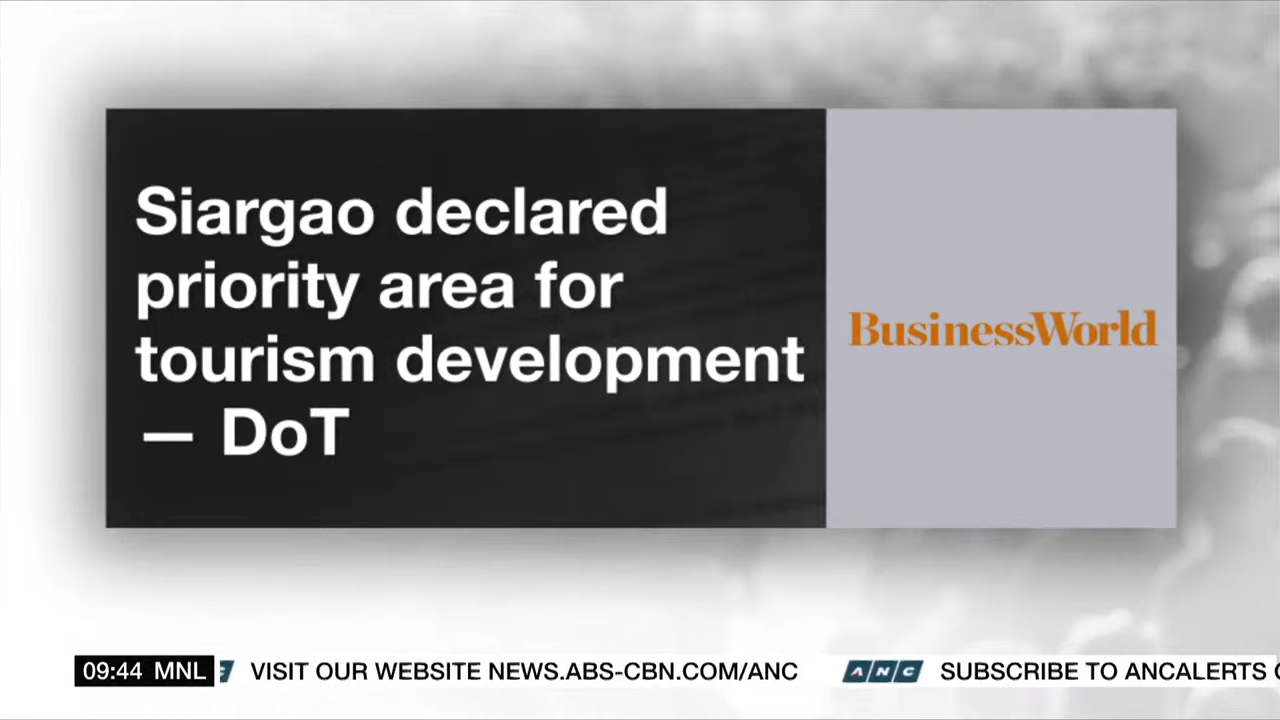 Siargao declared
priority area for
tourism development
— DoT
BusinessWorld
09:44 MNL
VISIT OUR WEBSITE NEWS.ABS-CBN.COM/ANC
ANC
SUBSCRIBE TO ANCALERTS